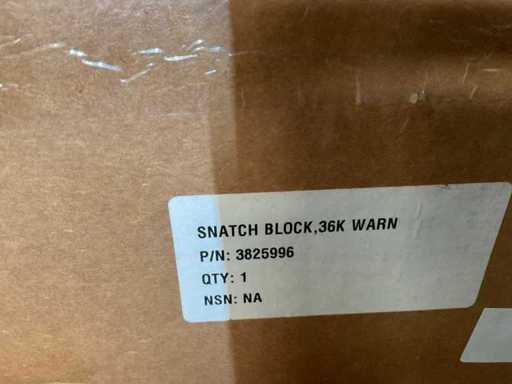 SNATCH BLOCK,36K WARN
P/N: 3825996
QTY: 1
NSN: NA